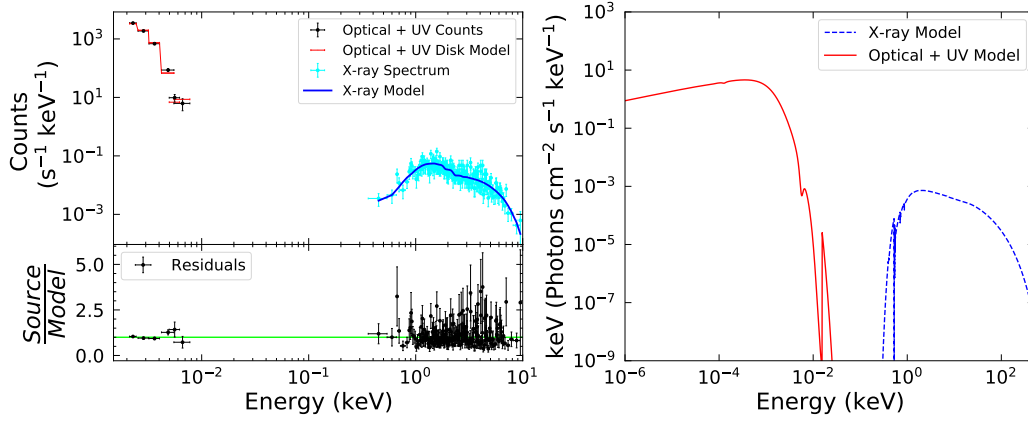 10³
10¹
10⁻¹
10⁻³
Counts
(s⁻¹ keV⁻¹)
Optical + UV Counts
Optical + UV Disk Model
X-ray Spectrum
X-ray Model
5.0
2.5
0.0
Source
Model
Residuals
10⁻²
10⁻¹
10⁰
10¹
Energy (keV)
10³
10¹
10⁻¹
10⁻³
10⁻⁵
10⁻⁷
10⁻⁹
keV (Photons cm⁻² s⁻¹ keV⁻¹)
X-ray Model
Optical + UV Model
10⁻⁶
10⁻⁴
10⁻²
10⁰
10²
Energy (keV)